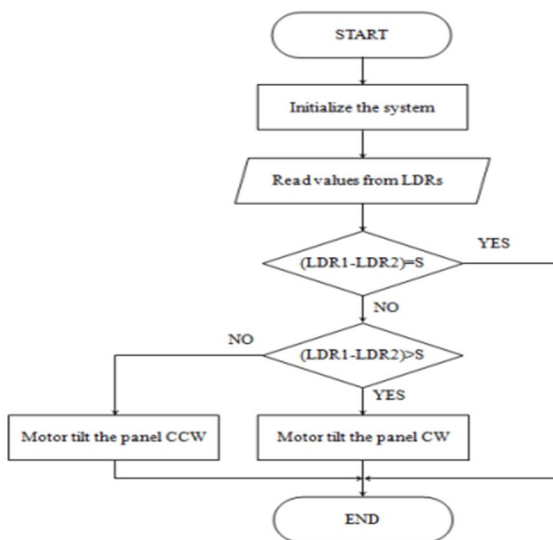 START
Initialize the system
Read values from LDRs
(LDR1-LDR2)=S
YES
NO
(LDR1-LDR2)>S
NO
YES
Motor tilt the panel CCW
Motor tilt the panel CW
END